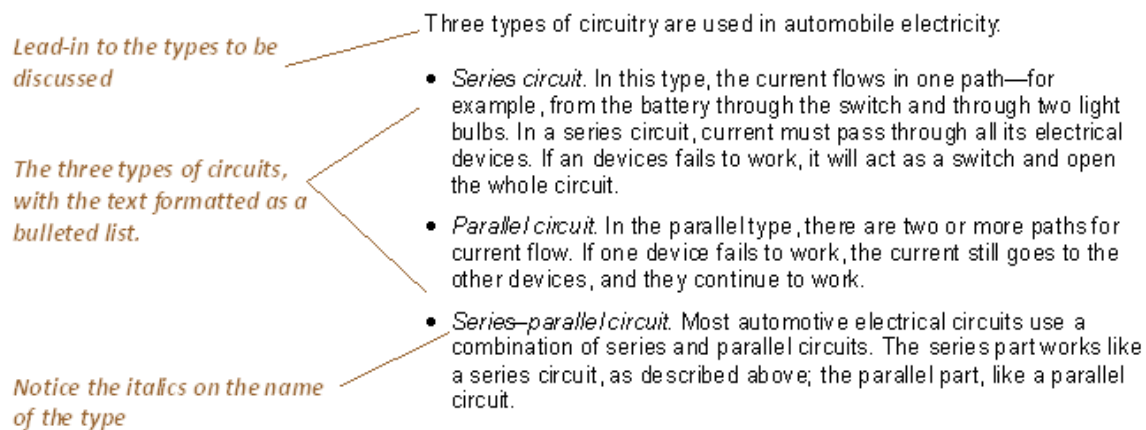 Three types of circuitry are used in automobile electricity:
Lead-in to the types to be
discussed
• Series circuit. In this type, the current flows in one path—for
example, from the battery through the switch and through two light
bulbs. In a series circuit, current must pass through all its electrical
devices. If an devices fails to work, it will act as a switch and open
the whole circuit.
The three types of circuits,
with the text formatted as a
bulleted list.
• Parallel circuit. In the parallel type, there are two or more paths for
current flow. If one device fails to work, the current still goes to the
other devices, and they continue to work.
• Series–parallel circuit. Most automotive electrical circuits use a
combination of series and parallel circuits. The series part works like
a series circuit, as described above; the parallel part, like a parallel
circuit.
Notice the italics on the name
of the type